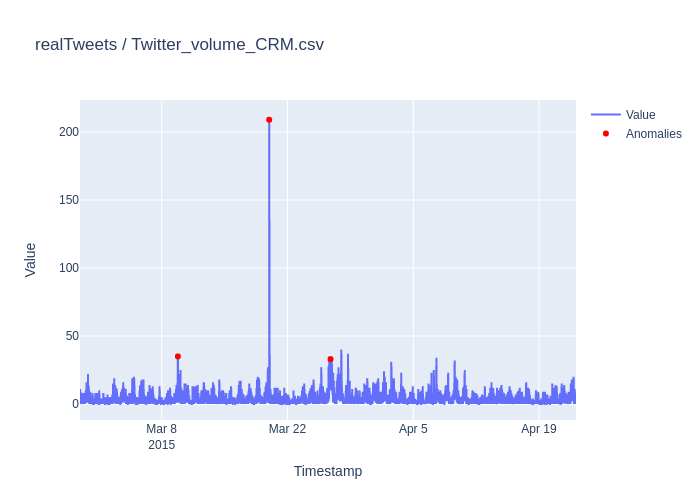 realTweets / Twitter_volume_CRM.csv
Value
Anomalies
200
150
100
50
0
Value
Mar 8
2015
Mar 22
Apr 5
Apr 19
Timestamp